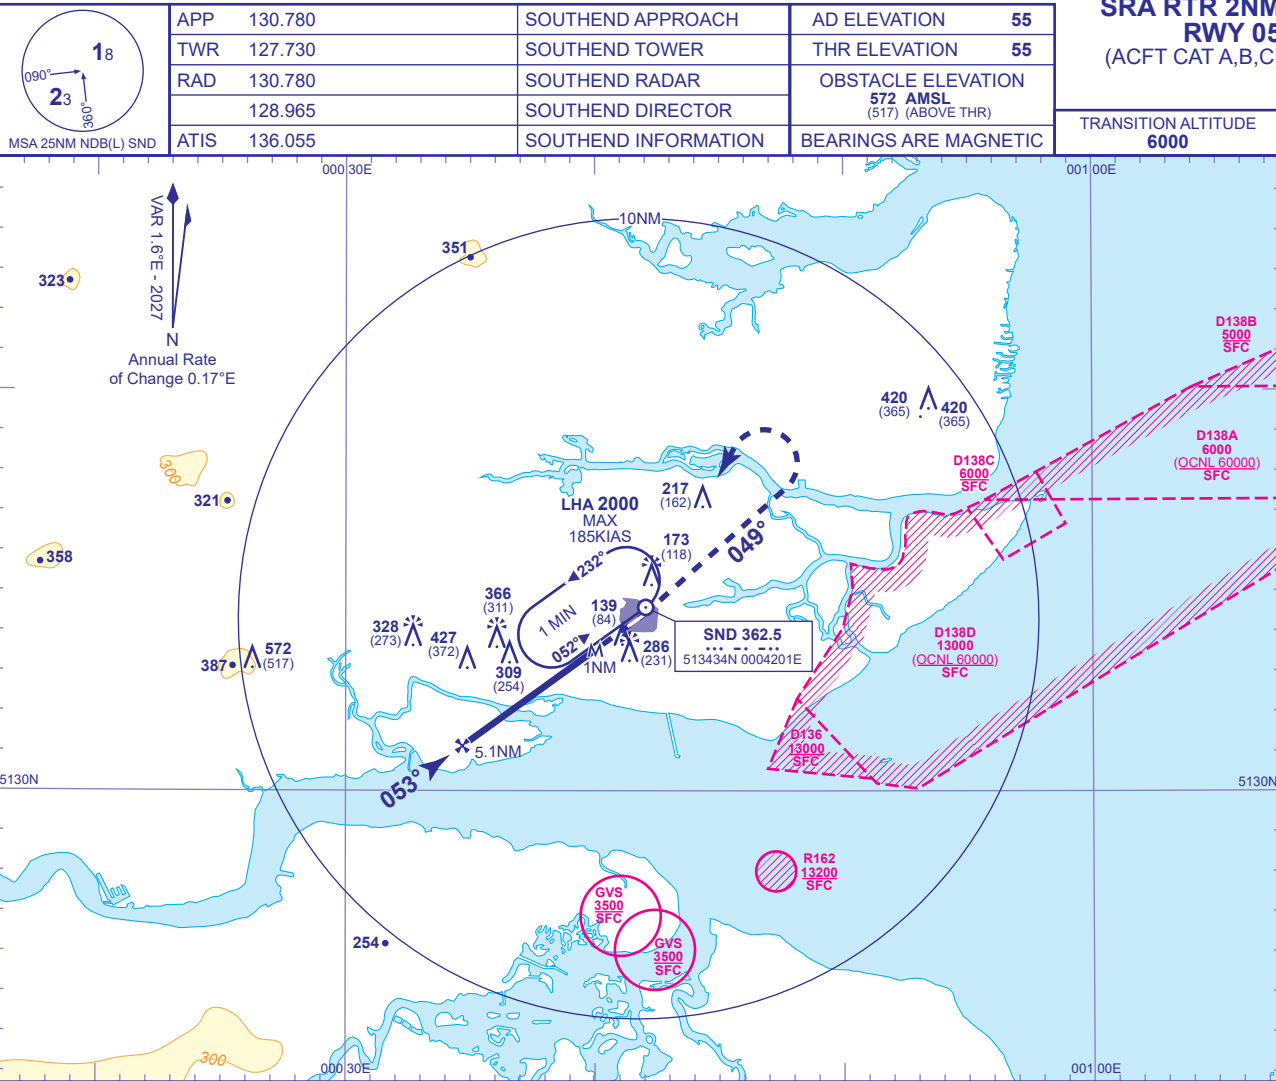 SRA RTR 2NM
RWY 05
(ACFT CAT A,B,C
18
090°
23
360°
MSA 25NM NDB(L) SND
APP 130.780 SOUTHEND APPROACH
TWR 127.730 SOUTHEND TOWER
RAD 130.780 SOUTHEND RADAR
128.965 SOUTHEND DIRECTOR
ATIS 136.055 SOUTHEND INFORMATION
AD ELEVATION 55
THR ELEVATION 55
OBSTACLE ELEVATION
572 AMSL
(517) (ABOVE THR)
BEARINGS ARE MAGNETIC
TRANSITION ALTITUDE
6000
000 30E
001 00E
VAR 1.6°E - 2027
N
Annual Rate
of Change 0.17°E
10NM
351
323
D138B
5000
SFC
420
(365)
420
(365)
D138A
6000
(OCNL 60000)
SFC
D138C
6000
SFC
300
321
358
217
(162)
LHA 2000
MAX
185KIAS
049°
173
(118)
232°
1 MIN
052°
366
(311)
139
(84)
328
(273)
427
(372)
309
(254)
286
(231)
1NM
SND 362.5
513434N 0004201E
387
572
(517)
D138D
13000
(OCNL 60000)
SFC
D136
13000
SFC
5.1NM
053°
5130N
5130N
R162
13200
SFC
GVS
3500
SFC
GVS
3500
SFC
254
300
000 30E
001 00E